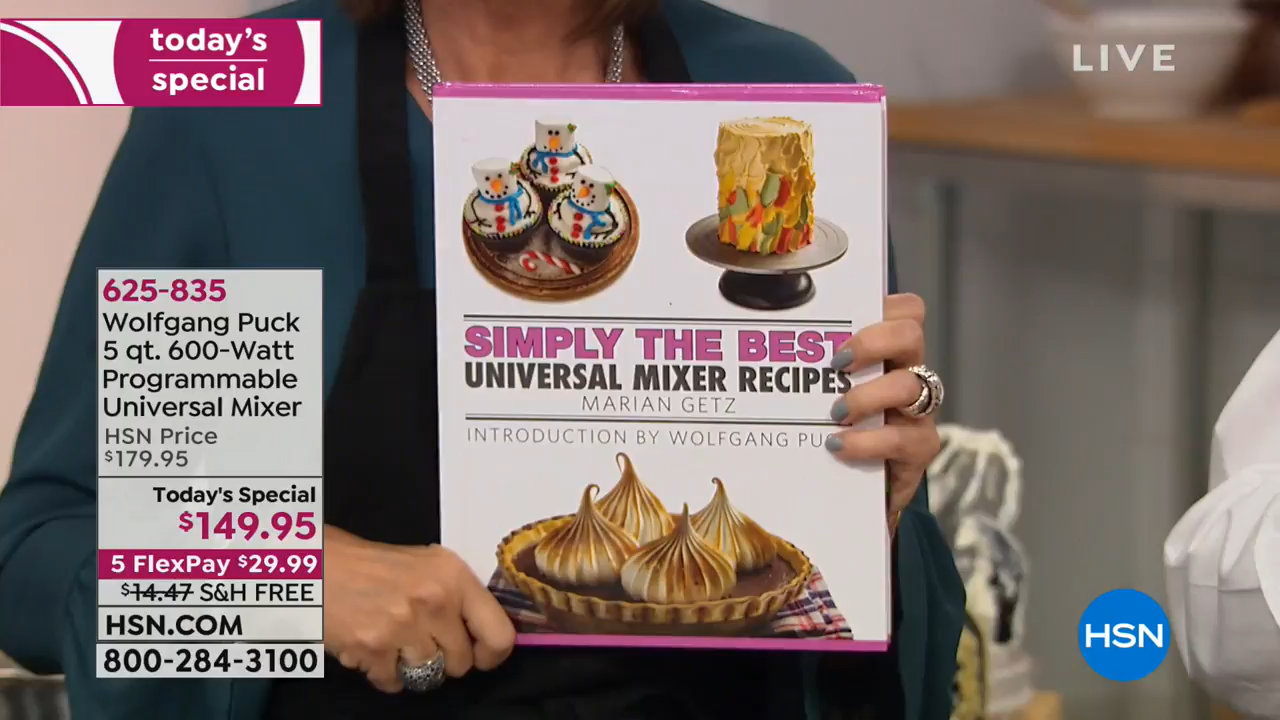 today's
special
LIVE
625-835
Wolfgang Puck
5 qt. 600-Watt
Programmable
Universal Mixer
HSN Price
$179.95
Today's Special
$149.95
5 FlexPay $29.99
$14.47 S&H FREE
HSN.COM
800-284-3100
SIMPLY THE BEST
UNIVERSAL MIXER RECIPES
MARIAN GETZ
INTRODUCTION BY WOLFGANG PUC
HSN